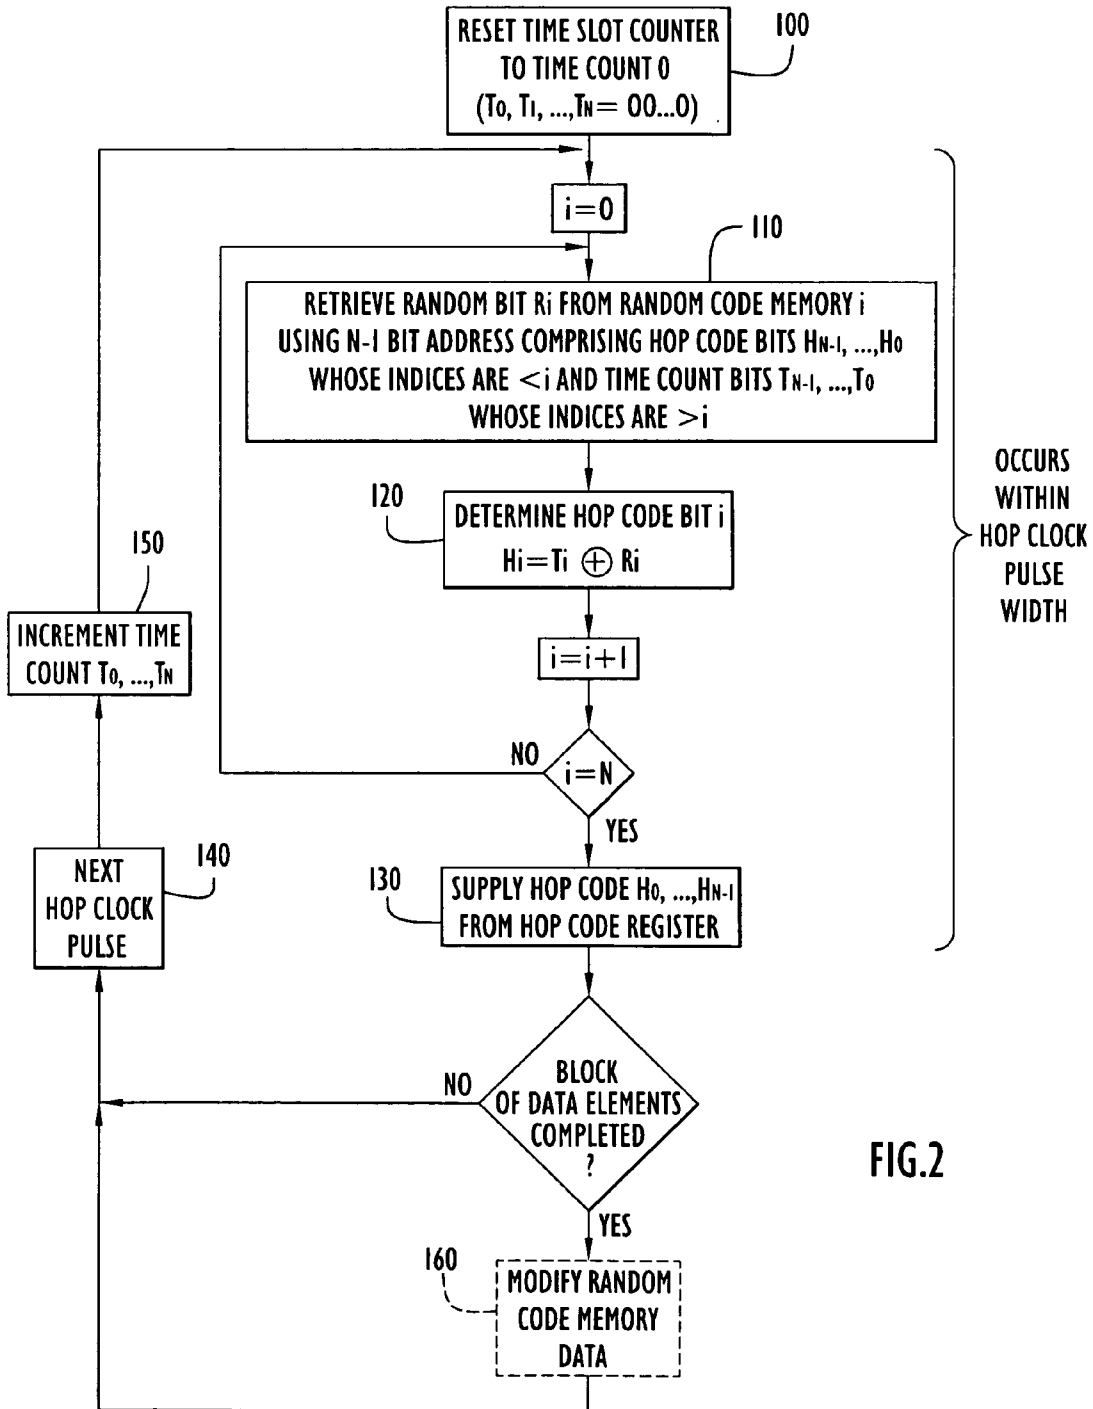 RESET TIME SLOT COUNTER
TO TIME COUNT 0
(T0, T1, ...,TN= 00...0)
100
i=0
110
RETRIEVE RANDOM BIT Ri FROM RANDOM CODE MEMORY i
USING N-1 BIT ADDRESS COMPRISING HOP CODE BITS HN-1, ...,H0
WHOSE INDICES ARE <i AND TIME COUNT BITS TN-1, ...,T0
WHOSE INDICES ARE >i
120
DETERMINE HOP CODE BIT i
Hi=Ti ⊕ Ri
OCCURS
WITHIN
HOP CLOCK
PULSE
WIDTH
150
INCREMENT TIME
COUNT T0, ...,TN
i=i+1
NO
i=N
YES
140
NEXT
HOP CLOCK
PULSE
130
SUPPLY HOP CODE H0, ...,HN-1
FROM HOP CODE REGISTER
NO
BLOCK
OF DATA ELEMENTS
COMPLETED
?
YES
FIG.2
160
MODIFY RANDOM
CODE MEMORY
DATA